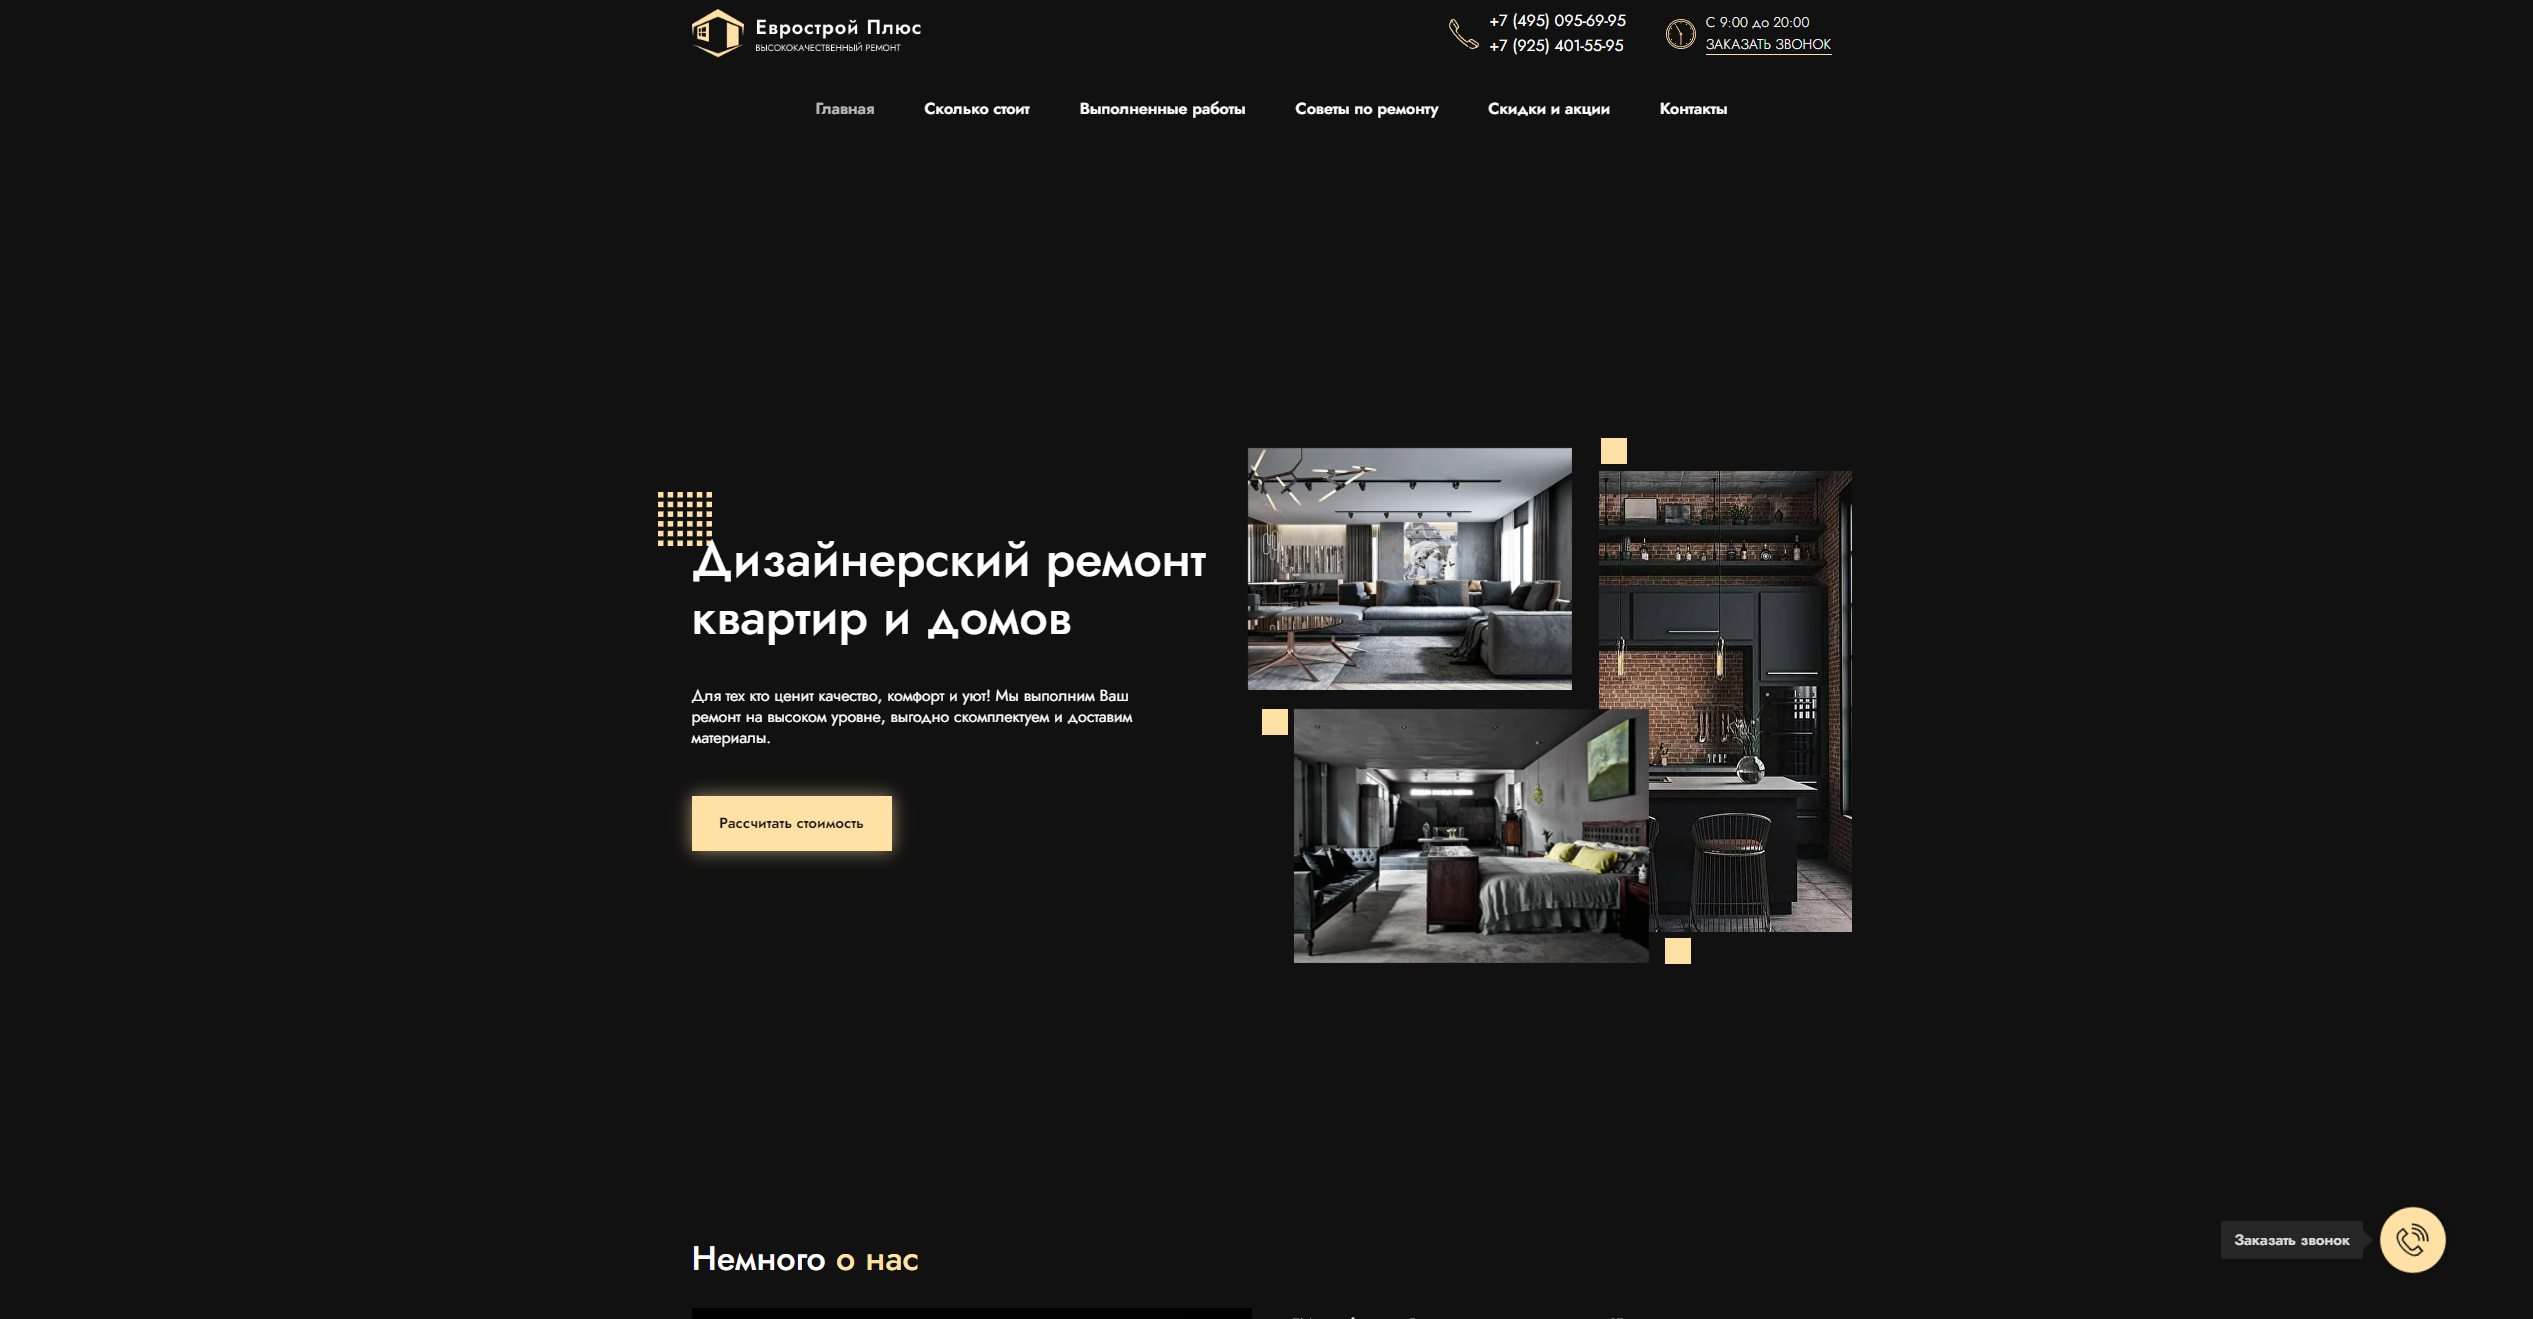 Еврострой Плюс
ВЫСОКОКАЧЕСТВЕННЫЙ РЕМОНТ
+7 (495) 095-69-95
+7 (925) 401-55-95
С 9:00 до 20:00
ЗАКАЗАТЬ ЗВОНОК
Главная
Сколько стоит
Выполненные работы
Советы по ремонту
Скидки и акции
Контакты
Дизайнерский ремонт
квартир и домов
Для тех кто ценит качество, комфорт и уют! Мы выполним Ваш
ремонт на высоком уровне, выгодно скомплектуем и доставим
материалы.
Рассчитать стоимость
Немного о нас
Заказать звонок